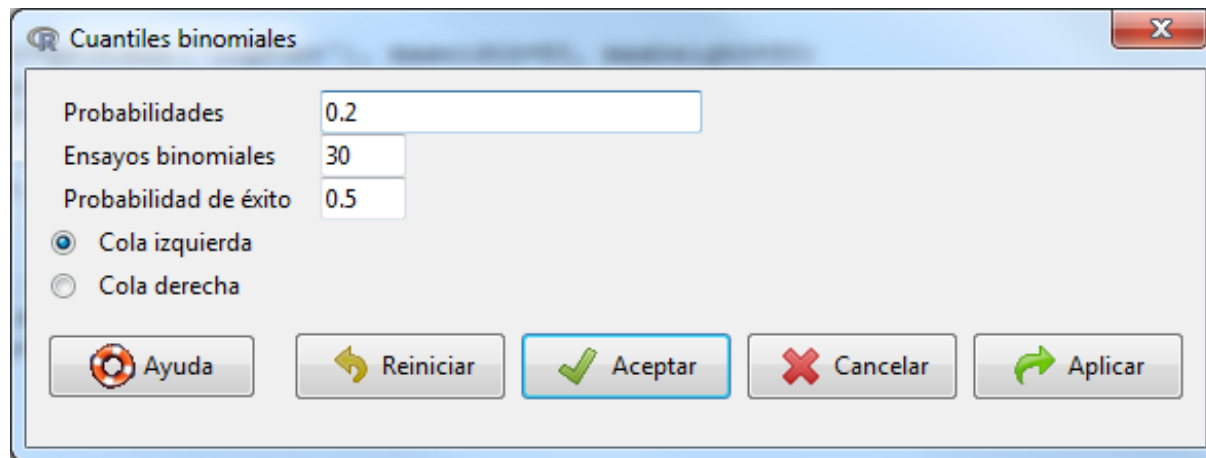 Cuantiles binomiales
Probabilidades 0.2
Ensayos binomiales 30
Probabilidad de éxito 0.5
Cola izquierda
Cola derecha
Ayuda Reiniciar Aceptar Cancelar Aplicar